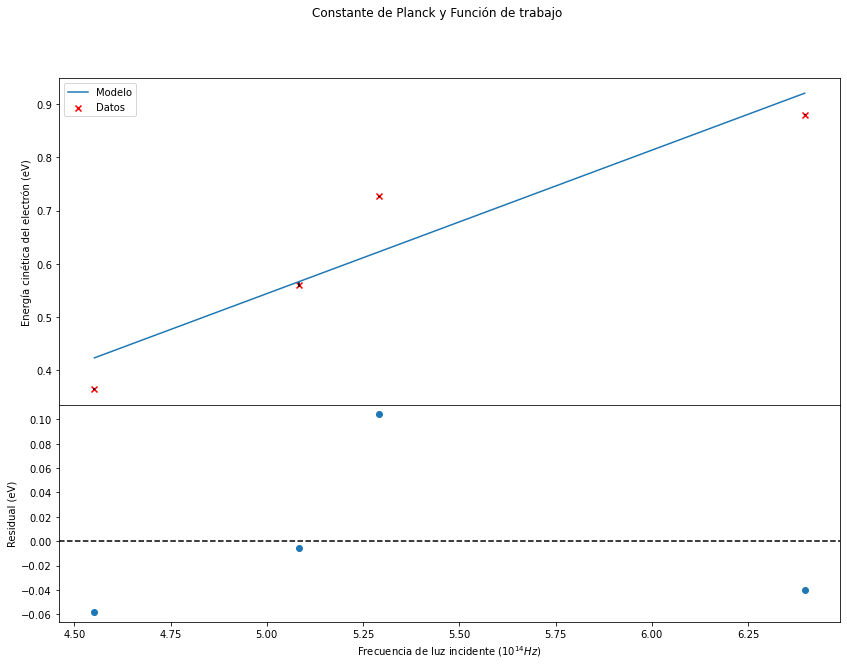 Constante de Planck y Función de trabajo
Modelo
Datos
Energía cinética del electrón (eV)
0.9
0.8
0.7
0.6
0.5
0.4
Residual (eV)
0.10
0.08
0.06
0.04
0.02
0.00
−0.02
−0.04
−0.06
4.50 4.75 5.00 5.25 5.50 5.75 6.00 6.25
Frecuencia de luz incidente (10^14 Hz)